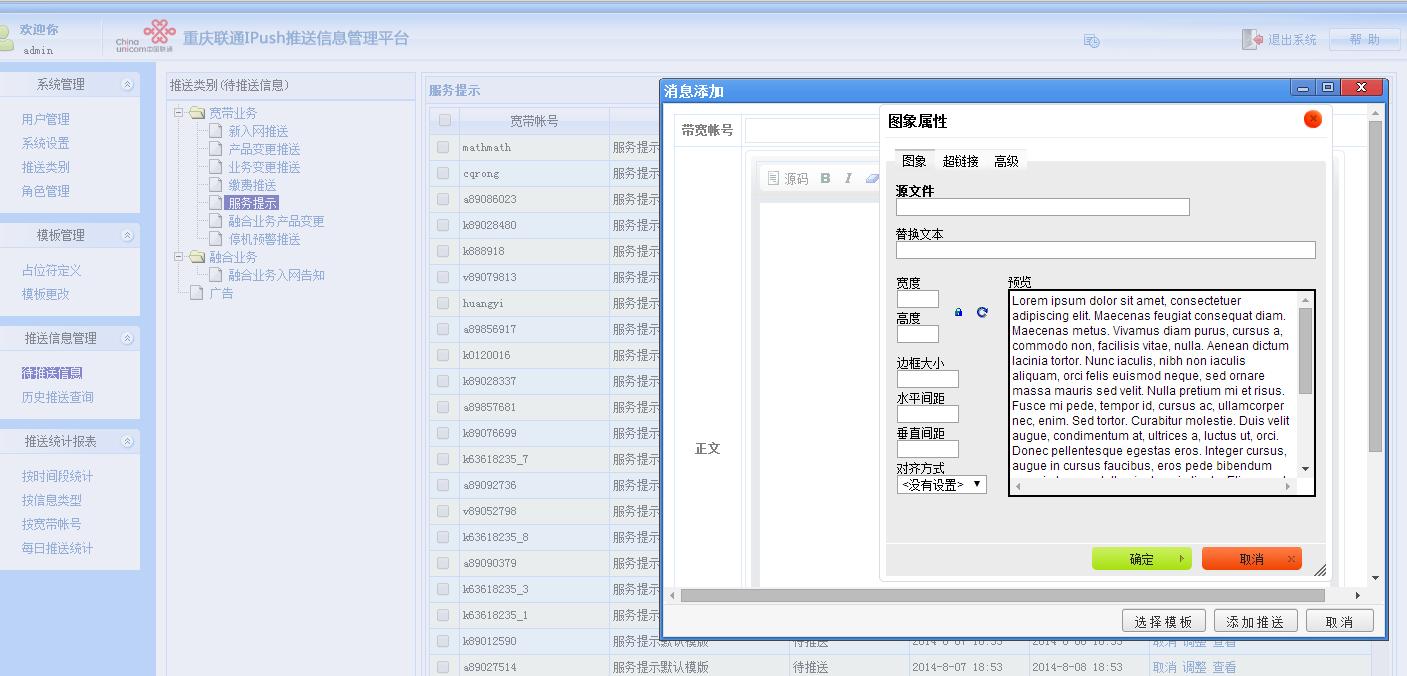 欢迎你
admin
China
unicom中国联通
重庆联通IPush推送信息管理平台
退出系统
帮 助
系统管理
用户管理
系统设置
推送类别
角色管理
模板管理
占位符定义
模板更改
推送信息管理
待推送信息
历史推送查询
推送统计报表
按时间段统计
按信息类型
按宽带帐号
每日推送统计
推送类别(待推送信息)
宽带业务
新入网推送
产品变更推送
业务变更推送
缴费推送
服务提示
融合业务产品变更
停机预警推送
融合业务
融合业务入网告知
广告
服务提示
宽带帐号
mathmath 服务提示
cqrong 服务提示
a89086023 服务提示
k89028480 服务提示
k888918 服务提示
v89079813 服务提示
huangyi 服务提示
a89856917 服务提示
k0120016 服务提示
k89028337 服务提示
a89857681 服务提示
k89076699 服务提示
k63618235_7 服务提示
a89092736 服务提示
v89052798 服务提示
k63618235_8 服务提示
a89090379 服务提示
k63618235_3 服务提示
k63618235_1 服务提示
k89012590 服务提示默认模版 待推送 2014-8-07 18:53 2014-8-08 18:53 取消 调整 查看
a89027514 服务提示默认模版 待推送 2014-8-07 18:53 2014-8-08 18:53 取消 调整 查看
消息添加
带宽帐号
源码 B I
正文
图象属性
图象 超链接 高级
源文件
替换文本
宽度
高度
边框大小
水平间距
垂直间距
对齐方式
<没有设置>
预览
Lorem ipsum dolor sit amet, consectetuer
adipiscing elit. Maecenas feugiat consequat diam.
Maecenas metus. Vivamus diam purus, cursus a,
commodo non, facilisis vitae, nulla. Aenean dictum
lacinia tortor. Nunc iaculis, nibh non iaculis
aliquam, orci felis euismod neque, sed ornare
massa mauris sed velit. Nulla pretium mi et risus.
Fusce mi pede, tempor id, cursus ac, ullamcorper
nec, enim. Sed tortor. Curabitur molestie. Duis velit
augue, condimentum at, ultrices a, luctus ut, orci.
Donec pellentesque egestas eros. Integer cursus,
augue in cursus faucibus, eros pede bibendum
确定
取消
选择模板
添加推送
取消